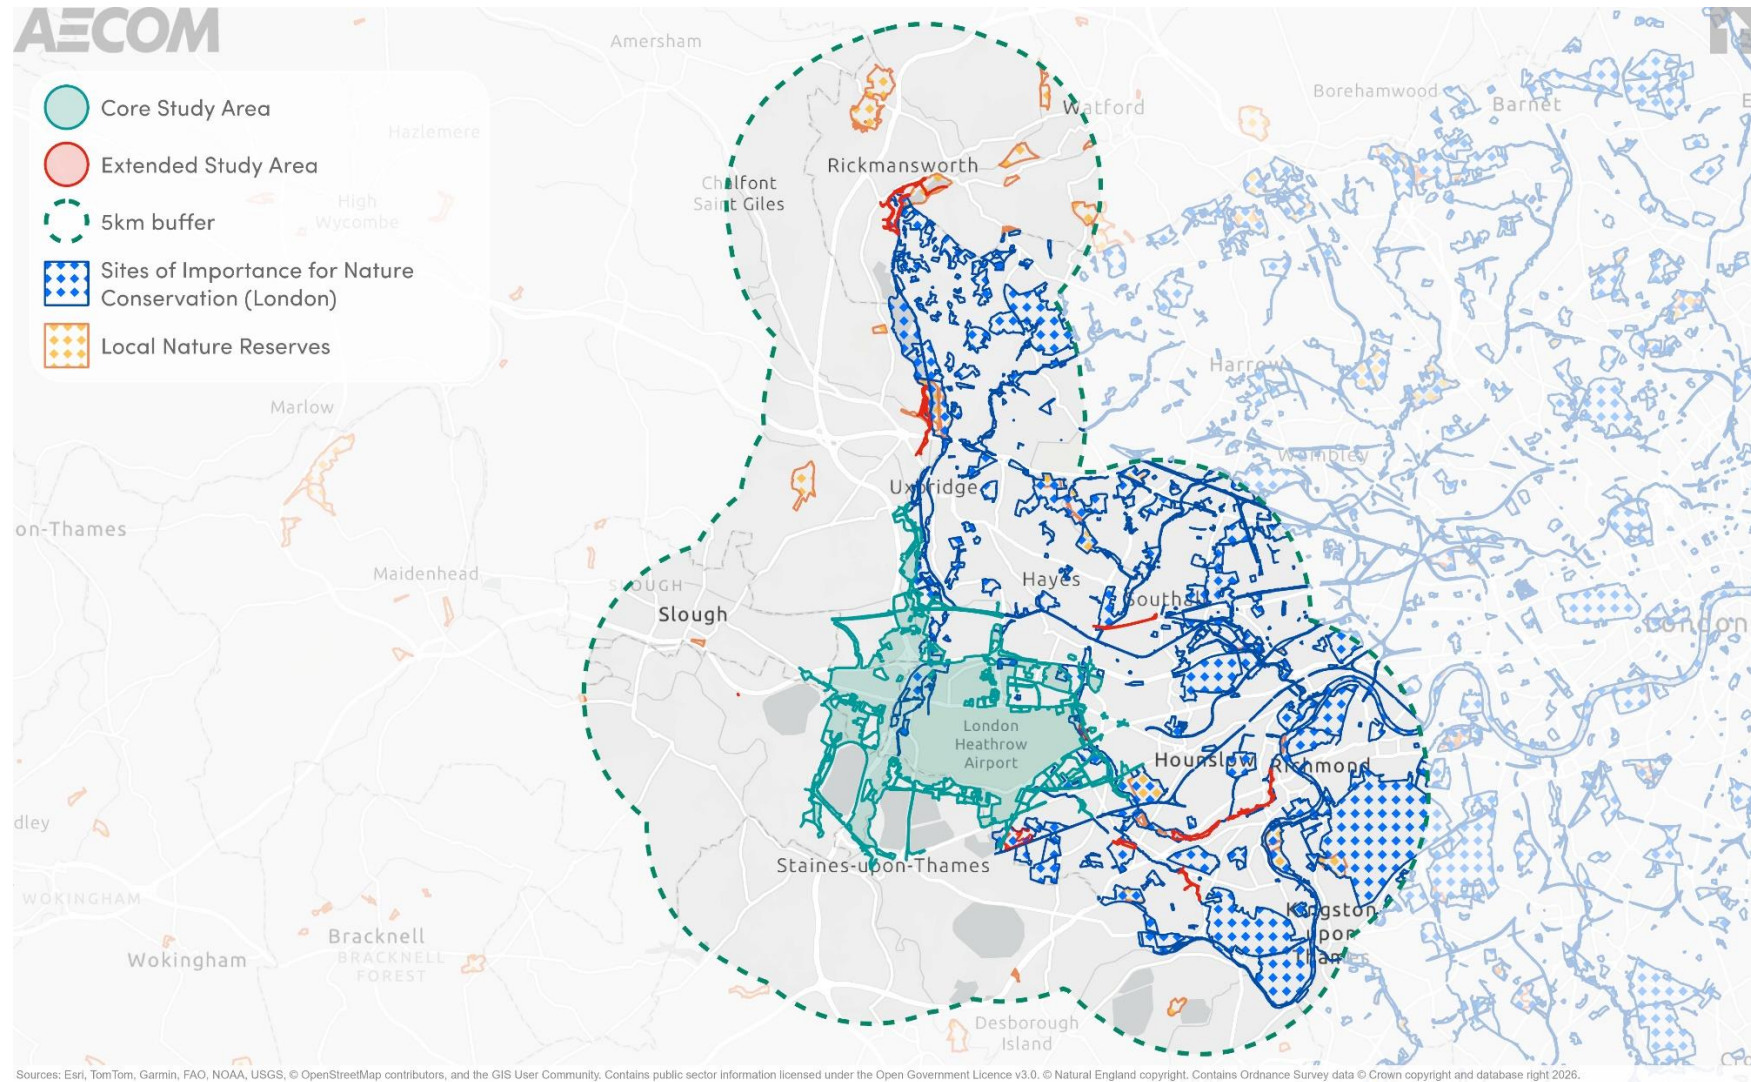 AECOM
Core Study Area
Extended Study Area
5km buffer
Sites of Importance for Nature
Conservation (London)
Local Nature Reserves
Amersham
Hazlemere
High
Wycombe
Chalfont
Saint Giles
Rickmansworth
Watford
Borehamwood
Barnet
Harrow
Wembley
Marlow
on-Thames
Maidenhead
SLOUGH
Slough
Uxbridge
Hayes
Southall
London
London
Heathrow
Airport
Hounslow
Richmond
Staines-upon-Thames
Kingston
upon
Thames
dley
WOKINGHAM
Wokingham
Bracknell
BRACKNELL
FOREST
Desborough
Island
Sources: Esri, TomTom, Garmin, FAO, NOAA, USGS, © OpenStreetMap contributors, and the GIS User Community. Contains public sector information licensed under the Open Government Licence v3.0. © Natural England copyright. Contains Ordnance Survey data © Crown copyright and database right 2026.